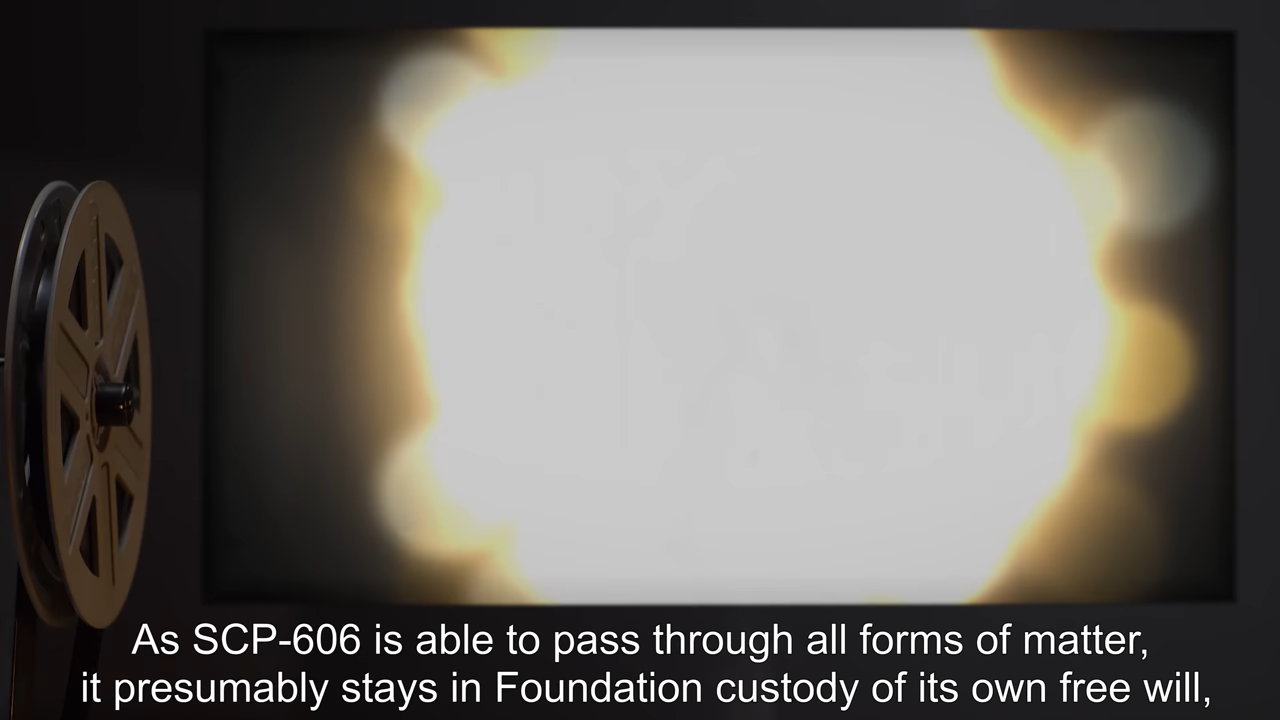 As SCP-606 is able to pass through all forms of matter,
it presumably stays in Foundation custody of its own free will,